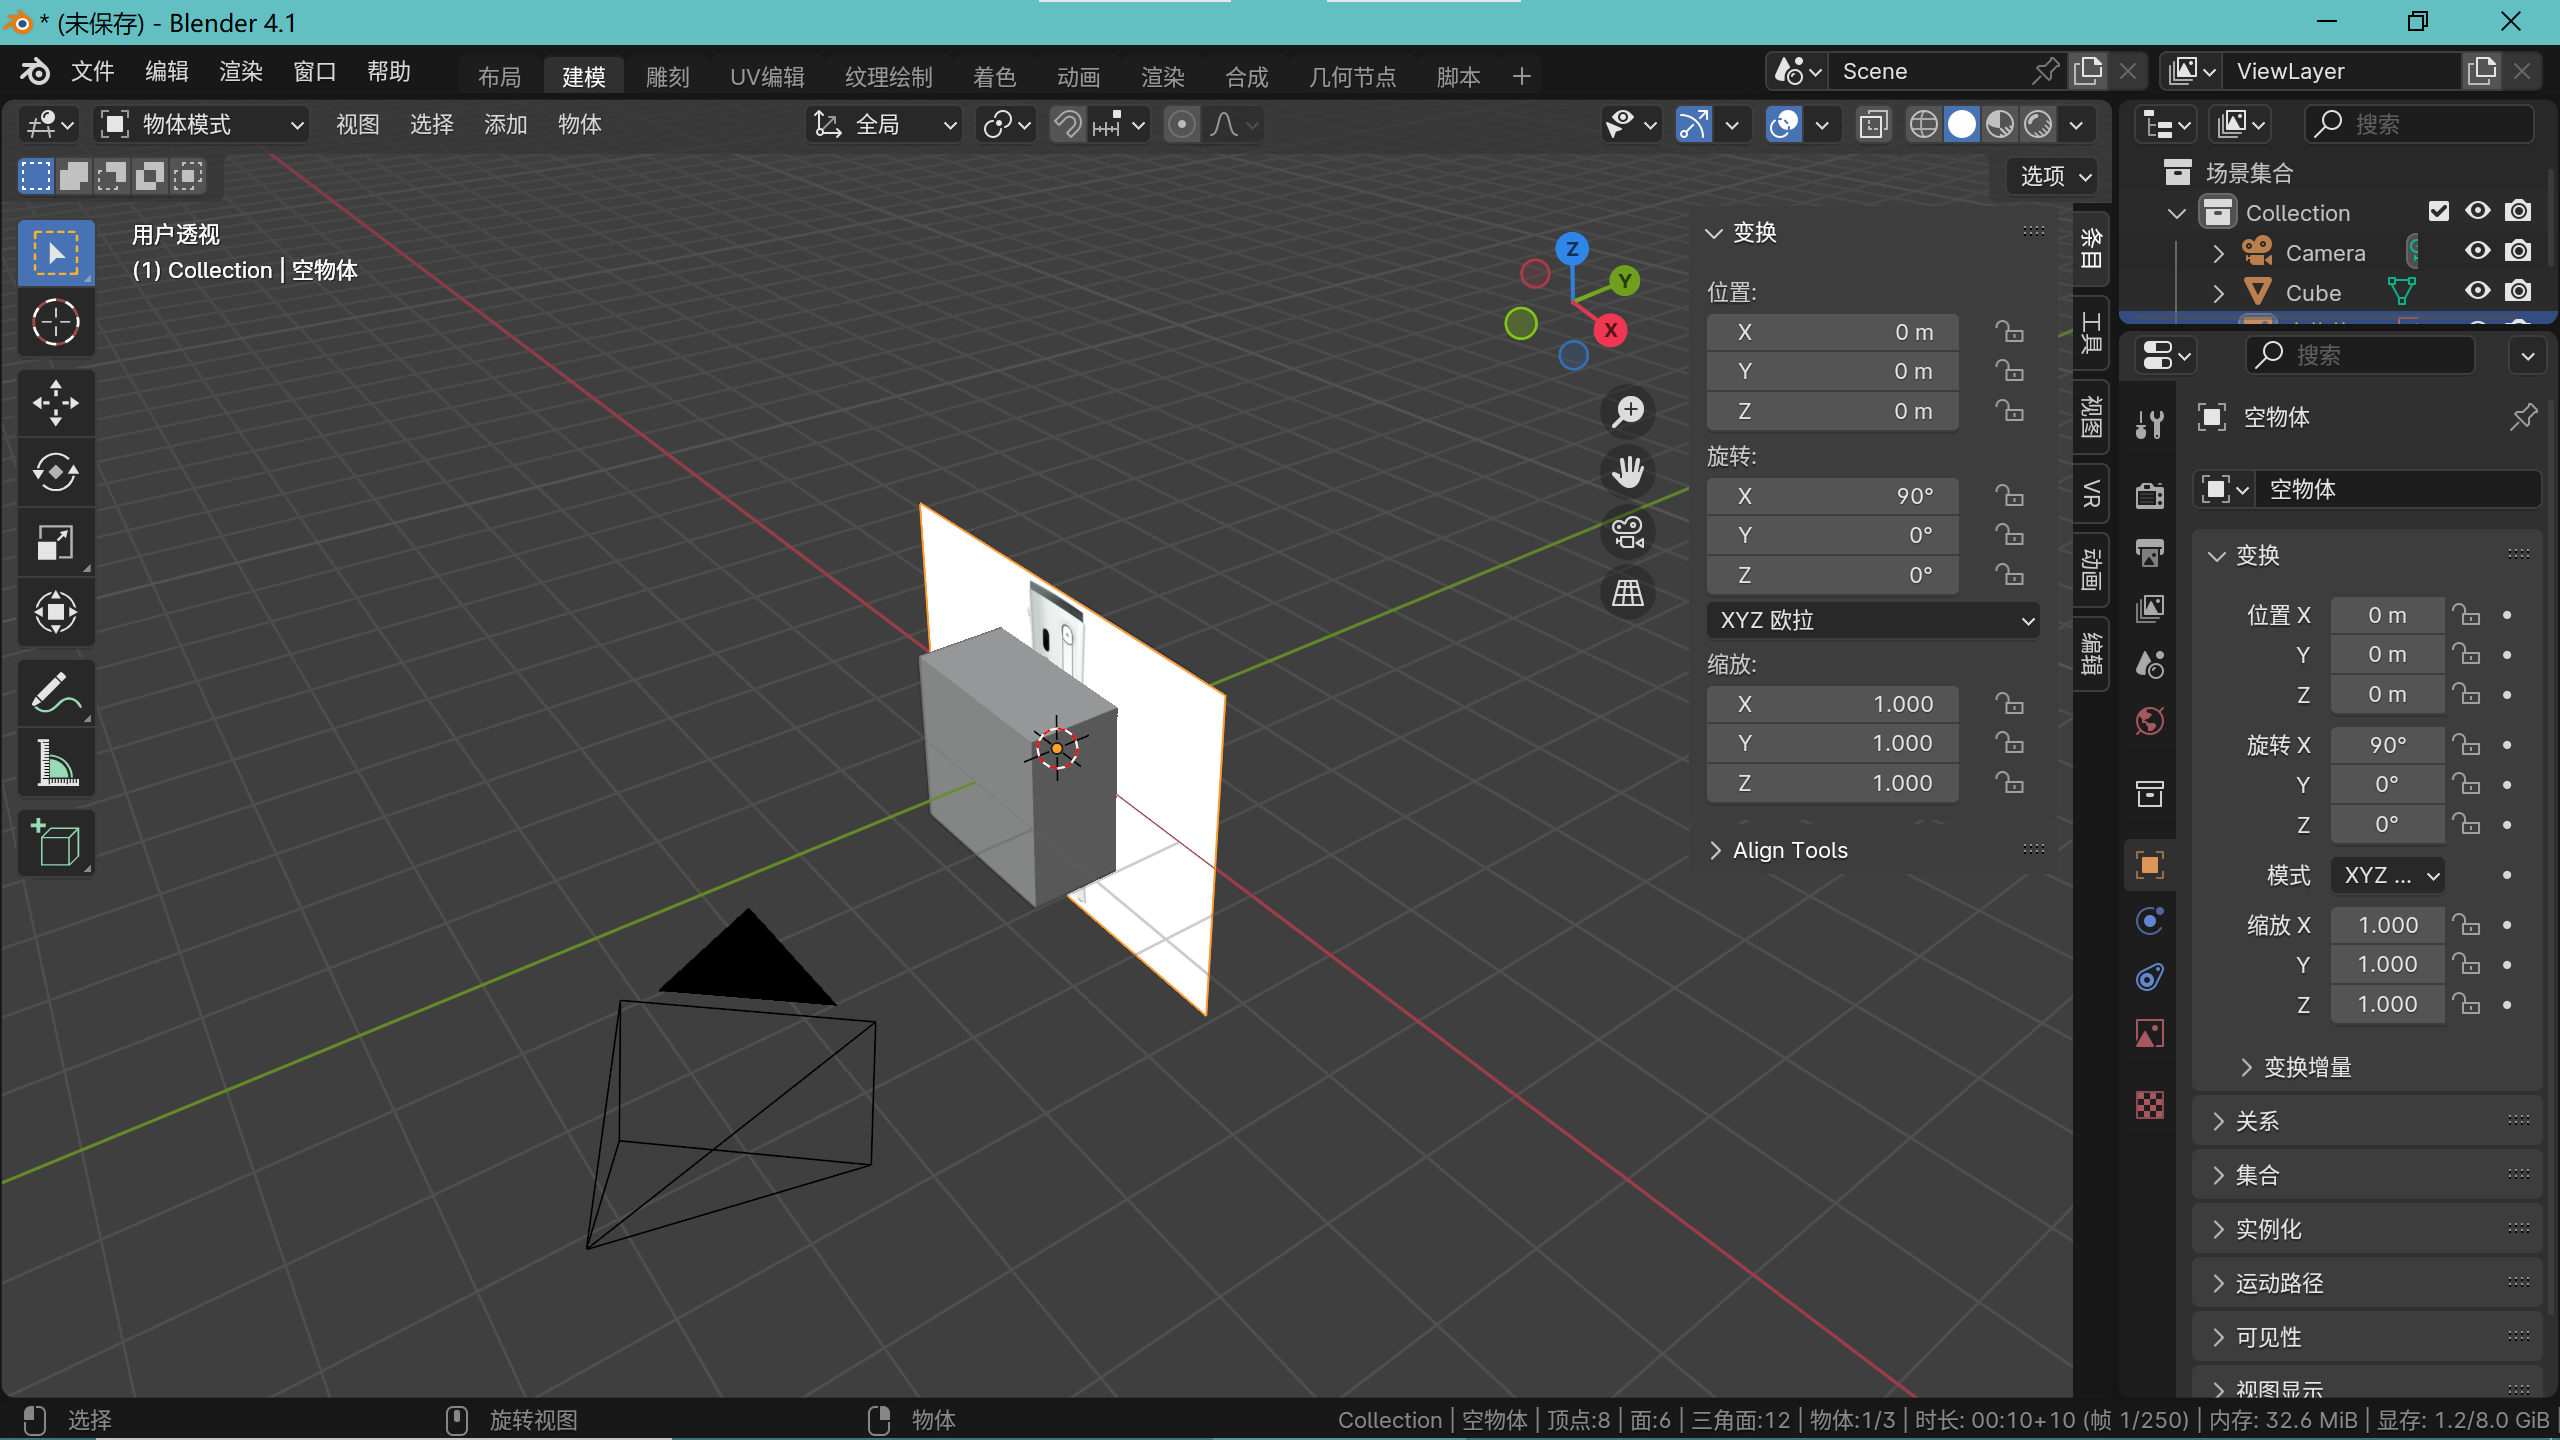 * (未保存) - Blender 4.1
文件 编辑 渲染 窗口 帮助 布局 建模 雕刻 UV编辑 纹理绘制 着色 动画 渲染 合成 几何节点 脚本 Scene ViewLayer
物体模式 视图 选择 添加 物体 全局 搜索
选项
用户透视
(1) Collection | 空物体
Z
Y
X
变换
位置:
X 0 m
Y 0 m
Z 0 m
旋转:
X 90°
Y 0°
Z 0°
XYZ 欧拉
缩放:
X 1.000
Y 1.000
Z 1.000
Align Tools
条目
工具
视图
VR
动画
编辑
场景集合
Collection
Camera
Cube
搜索
空物体
空物体
变换
位置 X 0 m
Y 0 m
Z 0 m
旋转 X 90°
Y 0°
Z 0°
模式 XYZ ...
缩放 X 1.000
Y 1.000
Z 1.000
变换增量
关系
集合
实例化
运动路径
可见性
视图显示
选择 旋转视图 物体 Collection | 空物体 | 顶点:8 | 面:6 | 三角面:12 | 物体:1/3 | 时长: 00:10+10 (帧 1/250) | 内存: 32.6 MiB | 显存: 1.2/8.0 GiB